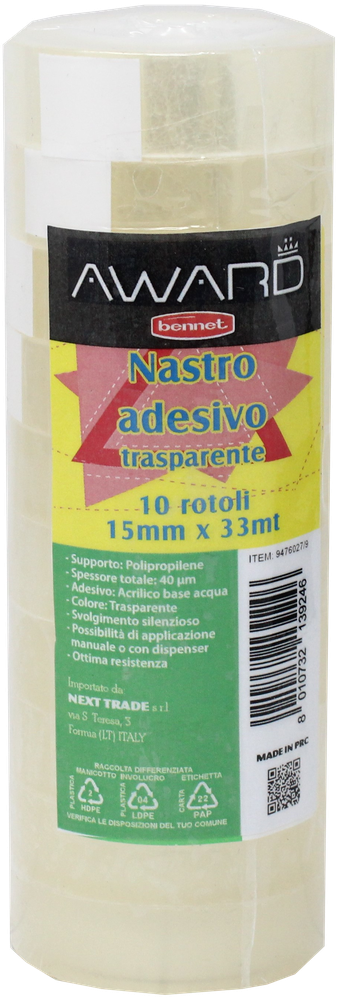 AWARD
bennet
Nastro
adesivo
trasparente
10 rotoli
15mm x 33mt
ITEM: 9476027/9
- Supporto: Polipropilene
- Spessore totale: 40 µm
- Adesivo: Acrilico base acqua
- Colore: Trasparente
- Svolgimento silenzioso
- Possibilità di applicazione
manuale o con dispenser
- Ottima resistenza
8 010732 139246
Importato da:
NEXT TRADE s r l
via S. Teresa, 3
Formia (LT) ITALY
MADE IN PRC
RACCOLTA DIFFERENZIATA
MANICOTTO INVOLUCRO ETICHETTA
PLASTICA HDPE
PLASTICA 04 LDPE
CARTA 22 PAP
VERIFICA LE DISPOSIZIONI DEL TUO COMUNE